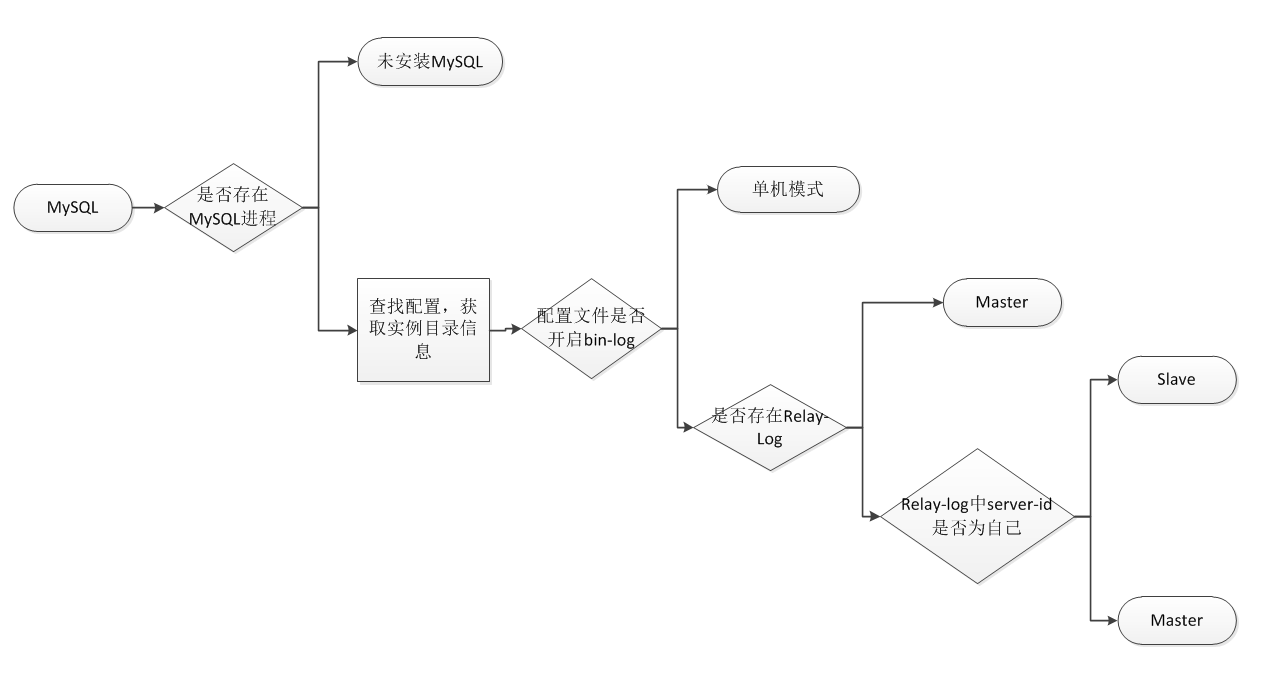 未安装MySQL
MySQL
是否存在
MySQL进程
单机模式
查找配置，获
取实例目录信
息
配置文件是否
开启bin-log
Master
是否存在Relay-
Log
Slave
Relay-log中server-id
是否为自己
Master